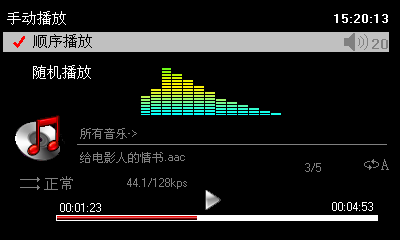 手动播放 15:20:13
顺序播放 20
随机播放
所有音乐->
给电影人的情书.aac
3/5 A
正常 44.1/128kps
00:01:23 00:04:53